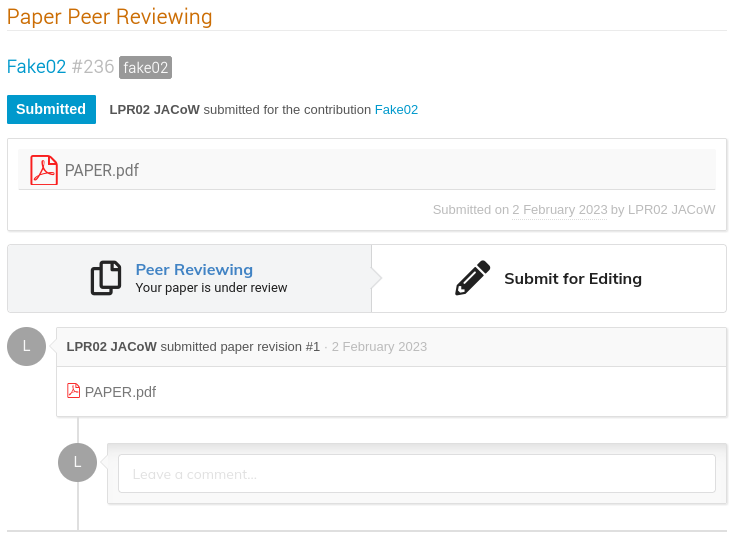 Paper Peer Reviewing
Fake02 #236 fake02
Submitted LPR02 JACoW submitted for the contribution Fake02
PAPER.pdf
Submitted on 2 February 2023 by LPR02 JACoW
Peer Reviewing
Your paper is under review
Submit for Editing
L LPR02 JACoW submitted paper revision #1 · 2 February 2023
PAPER.pdf
L Leave a comment...